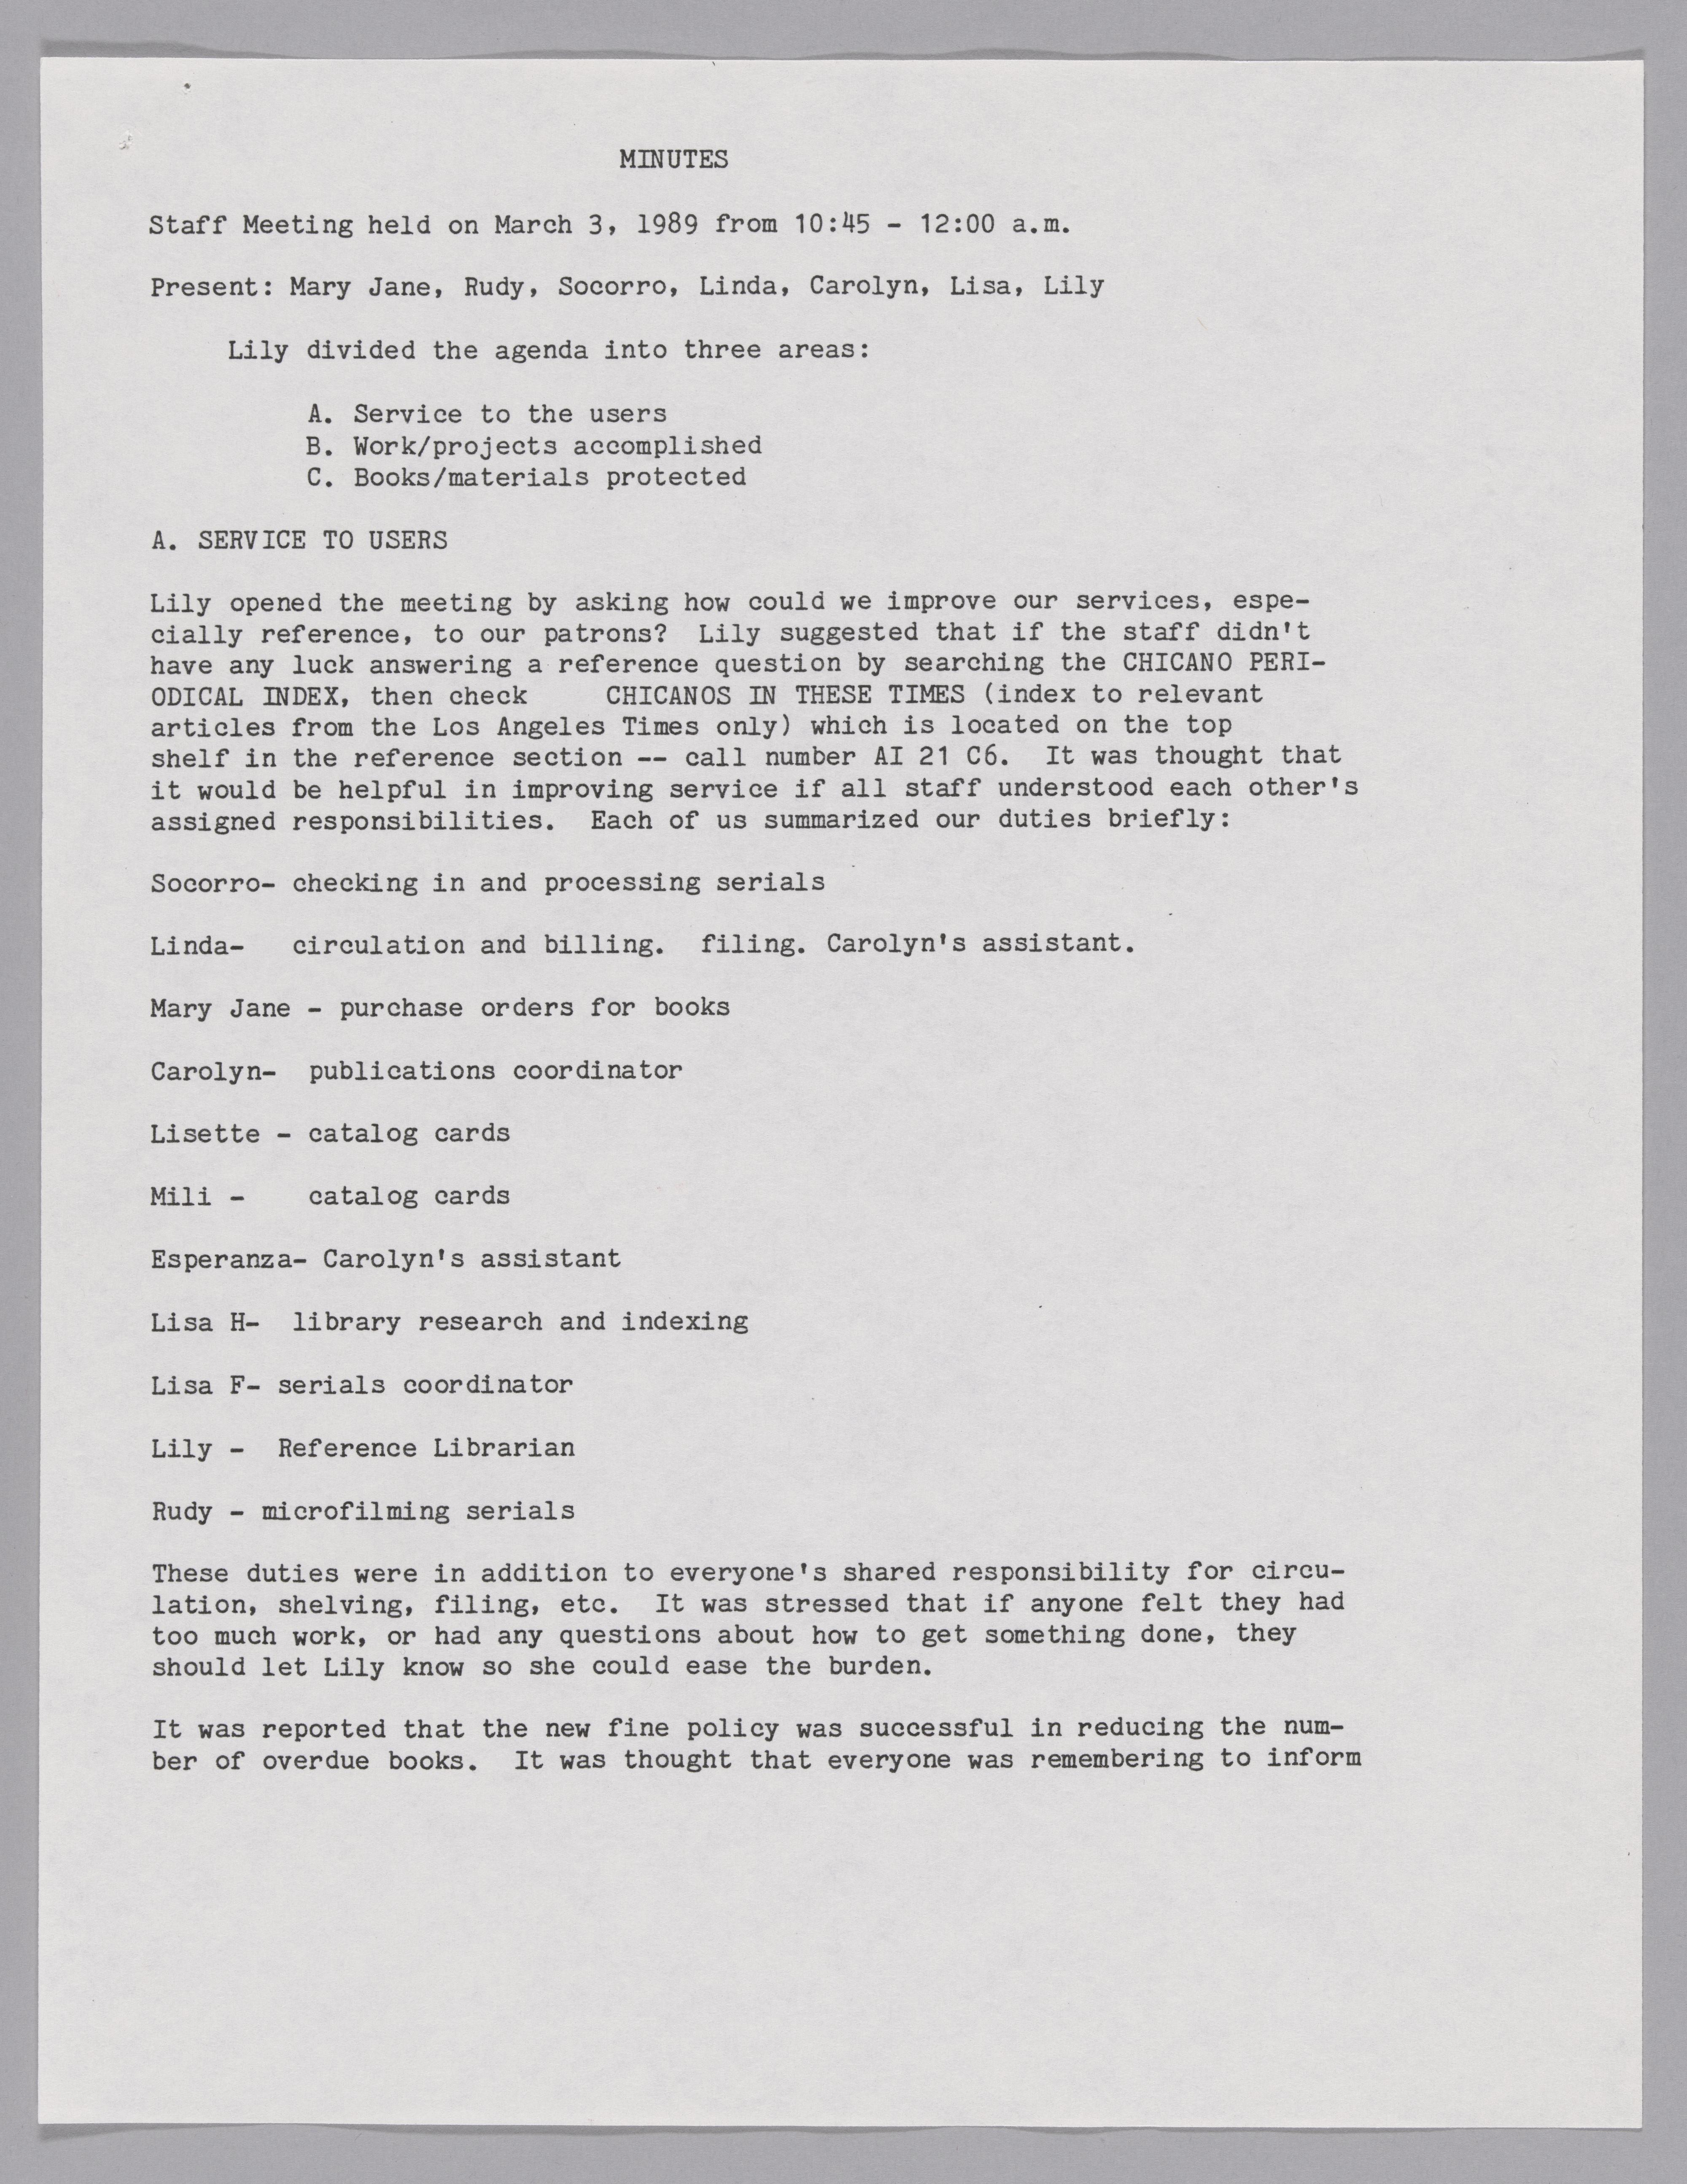 MINUTES
Staff Meeting held on March 3, 1989 from 10:45 - 12:00 a.m.
Present: Mary Jane, Rudy, Socorro, Linda, Carolyn, Lisa, Lily
Lily divided the agenda into three areas:
A. Service to the users
B. Work/projects accomplished
C. Books/materials protected
A. SERVICE TO USERS
Lily opened the meeting by asking how could we improve our services, espe-
cially reference, to our patrons?  Lily suggested that if the staff didn't
have any luck answering a reference question by searching the CHICANO PERI-
ODICAL INDEX, then check     CHICANOS IN THESE TIMES (index to relevant
articles from the Los Angeles Times only) which is located on the top
shelf in the reference section -- call number AI 21 C6.  It was thought that
it would be helpful in improving service if all staff understood each other's
assigned responsibilities.  Each of us summarized our duties briefly:
Socorro- checking in and processing serials
Linda-   circulation and billing.  filing. Carolyn's assistant.
Mary Jane - purchase orders for books
Carolyn-  publications coordinator
Lisette - catalog cards
Mili -    catalog cards
Esperanza- Carolyn's assistant
Lisa H-  library research and indexing
Lisa F- serials coordinator
Lily -  Reference Librarian
Rudy - microfilming serials
These duties were in addition to everyone's shared responsibility for circu-
lation, shelving, filing, etc.  It was stressed that if anyone felt they had
too much work, or had any questions about how to get something done, they
should let Lily know so she could ease the burden.
It was reported that the new fine policy was successful in reducing the num-
ber of overdue books.  It was thought that everyone was remembering to inform